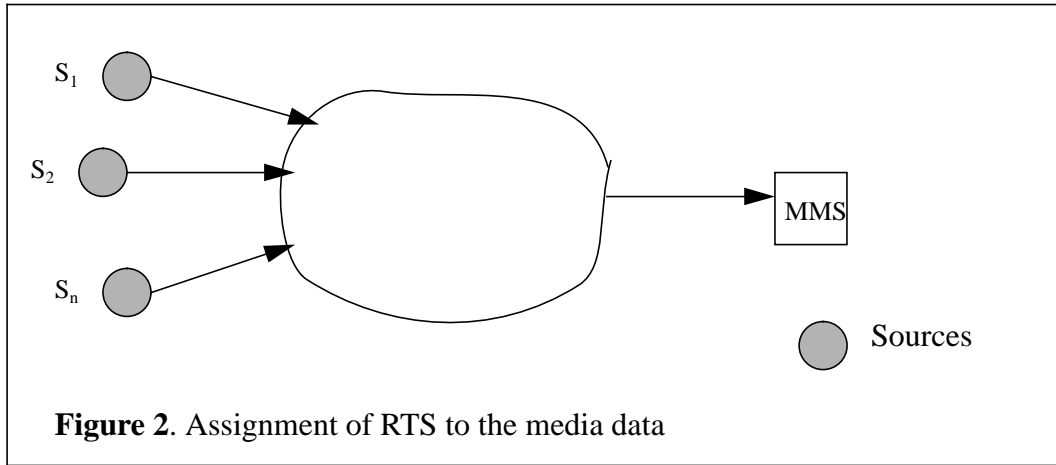 S1
S2
MMS
Sn
Sources
Figure 2. Assignment of RTS to the media data